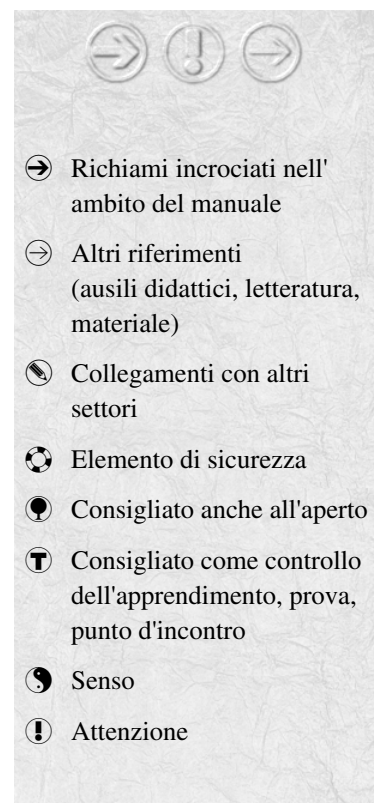 Richiami incrociati nell'
ambito del manuale
Altri riferimenti
(ausili didattici, letteratura,
materiale)
Collegamenti con altri
settori
Elemento di sicurezza
Consigliato anche all'aperto
T Consigliato come controllo
dell'apprendimento, prova,
punto d'incontro
Senso
Attenzione